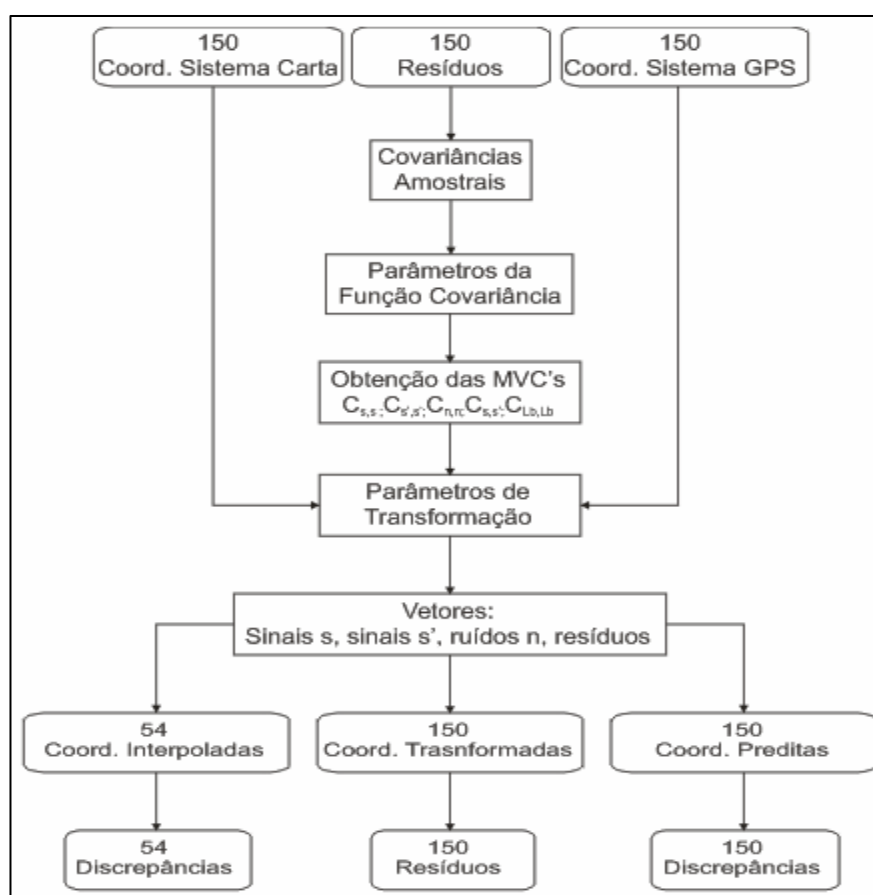 150
Coord. Sistema Carta
150
Resíduos
150
Coord. Sistema GPS
Covariâncias
Amostrais
Parâmetros da
Função Covariância
Obtenção das MVC's
Cs,s ;Cs',s';Cn,n;Cs,s';CLb,Lb
Parâmetros de
Transformação
Vetores:
Sinais s, sinais s', ruídos n, resíduos
54
Coord. Interpoladas
150
Coord. Trasnformadas
150
Coord. Preditas
54
Discrepâncias
150
Resíduos
150
Discrepâncias